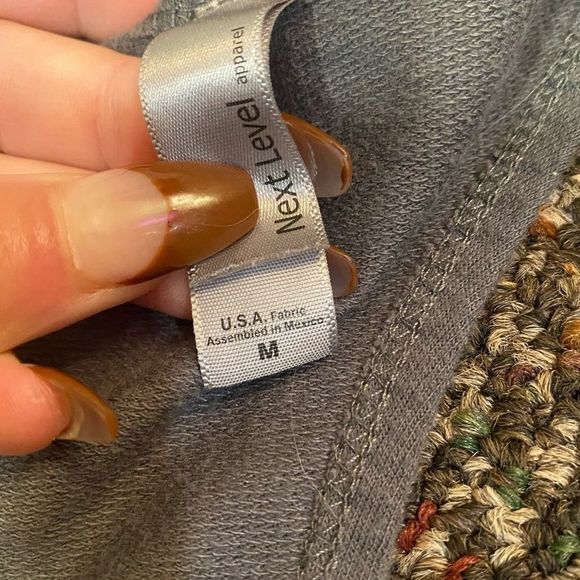 Next Level
apparel
U.S.A. Fabric
Assembled in Mexico
M